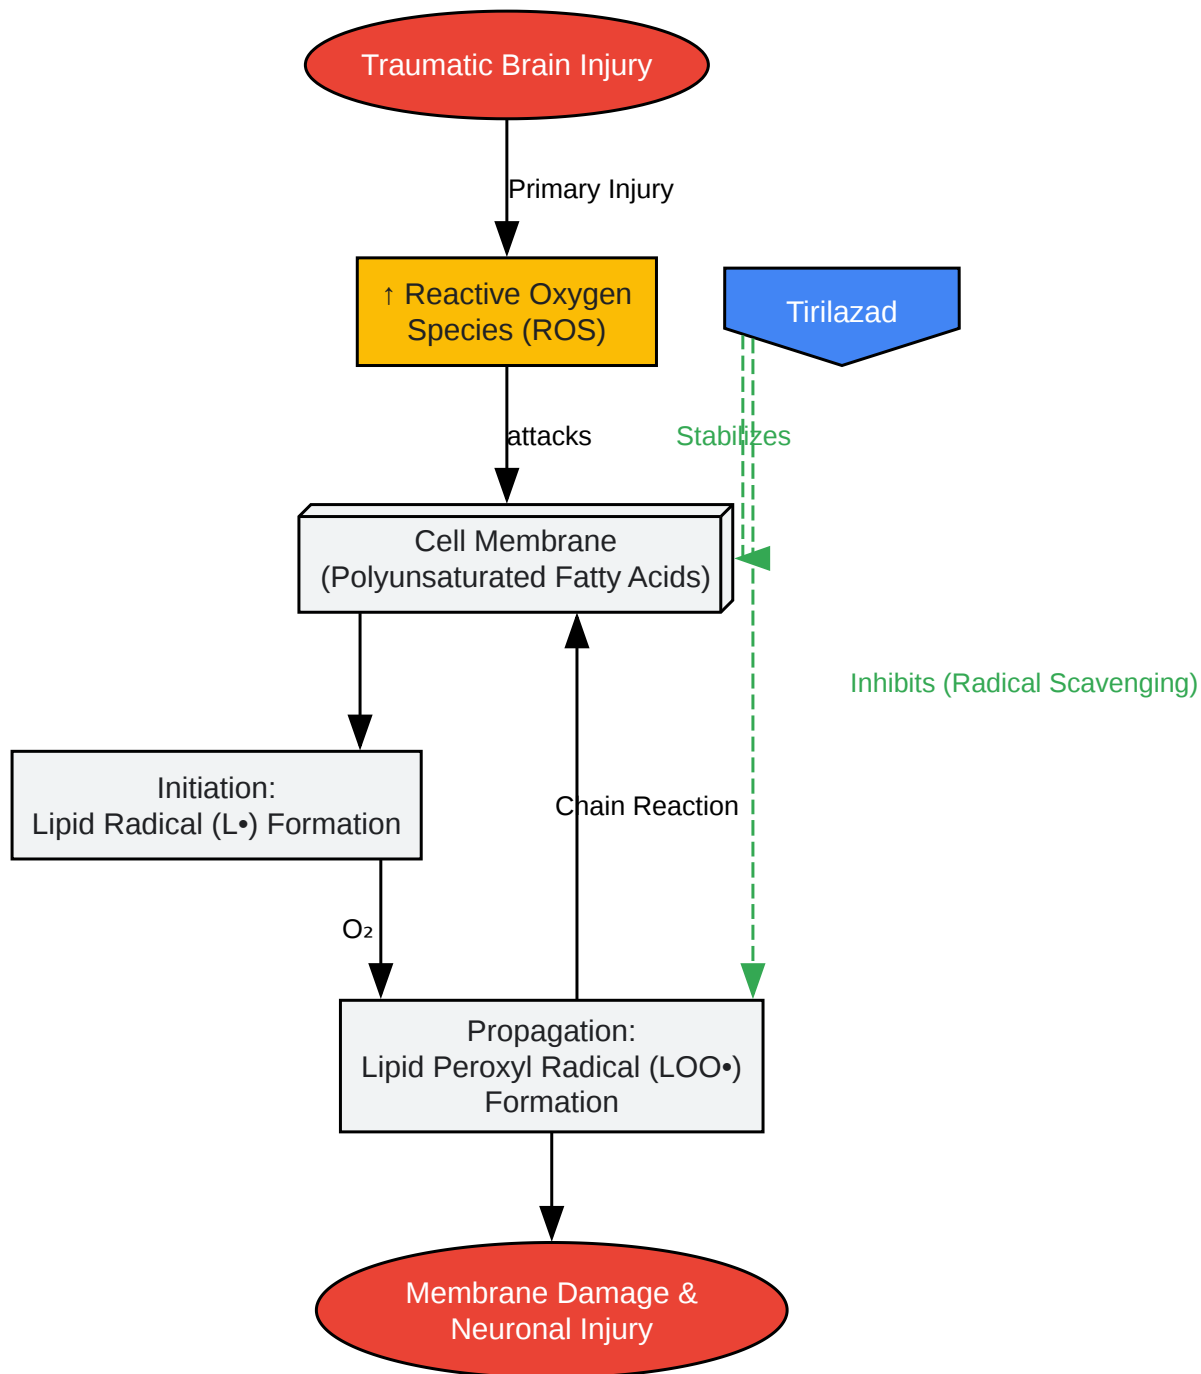 Traumatic Brain Injury
Primary Injury
↑ Reactive Oxygen
Species (ROS)
Tirilazad
attacks
Stabilizes
Cell Membrane
(Polyunsaturated Fatty Acids)
Inhibits (Radical Scavenging)
Initiation:
Lipid Radical (L•) Formation
Chain Reaction
O₂
Propagation:
Lipid Peroxyl Radical (LOO•)
Formation
Membrane Damage &
Neuronal Injury